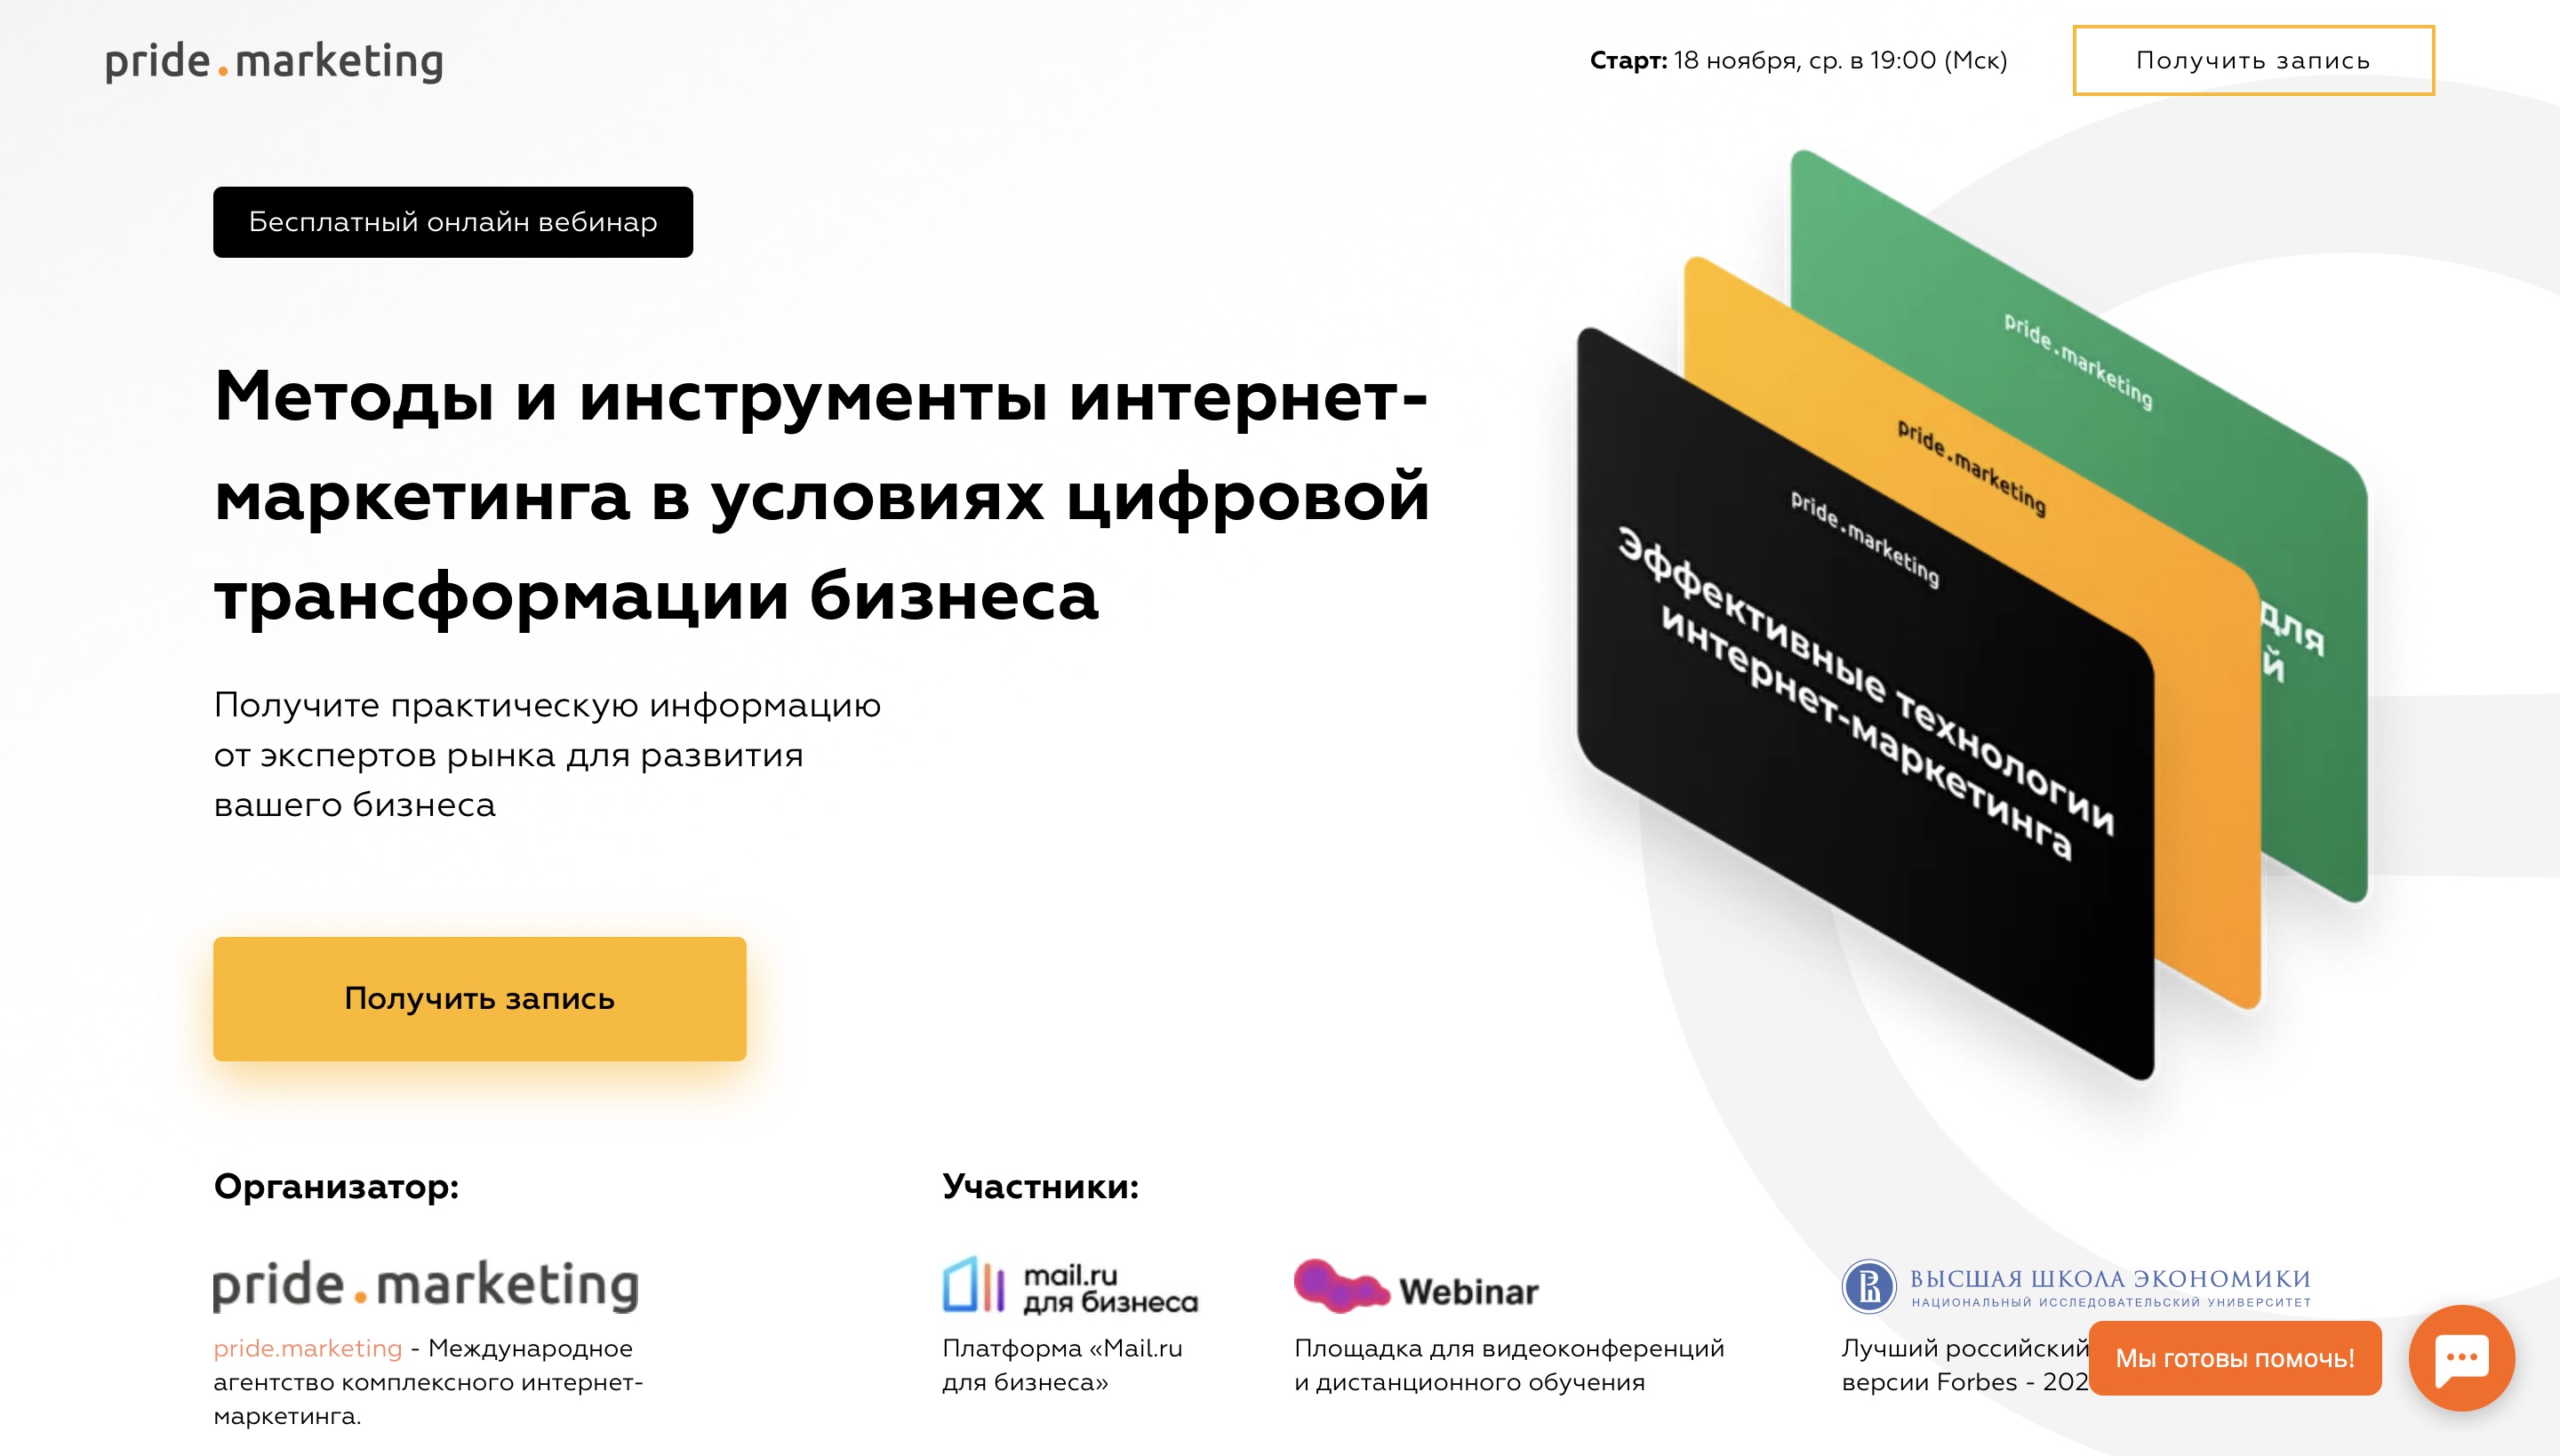 pride.marketing
Старт: 18 ноября, ср. в 19:00 (Мск)
Получить запись
Бесплатный онлайн вебинар
Методы и инструменты интернет-
маркетинга в условиях цифровой
трансформации бизнеса
Получите практическую информацию
от экспертов рынка для развития
вашего бизнеса
Получить запись
pride.marketing
для
й
pride.marketing
pride.marketing
Эффективные технологии
интернет-маркетинга
Организатор:
pride.marketing
pride.marketing - Международное
агентство комплексного интернет-
маркетинга.
Участники:
mail.ru
для бизнеса
Платформа «Mail.ru
для бизнеса»
Webinar
Площадка для видеоконференций
и дистанционного обучения
ВЫСШАЯ ШКОЛА ЭКОНОМИКИ
НАЦИОНАЛЬНЫЙ ИССЛЕДОВАТЕЛЬСКИЙ УНИВЕРСИТЕТ
Лучший российский
версии Forbes - 202
Мы готовы помочь!